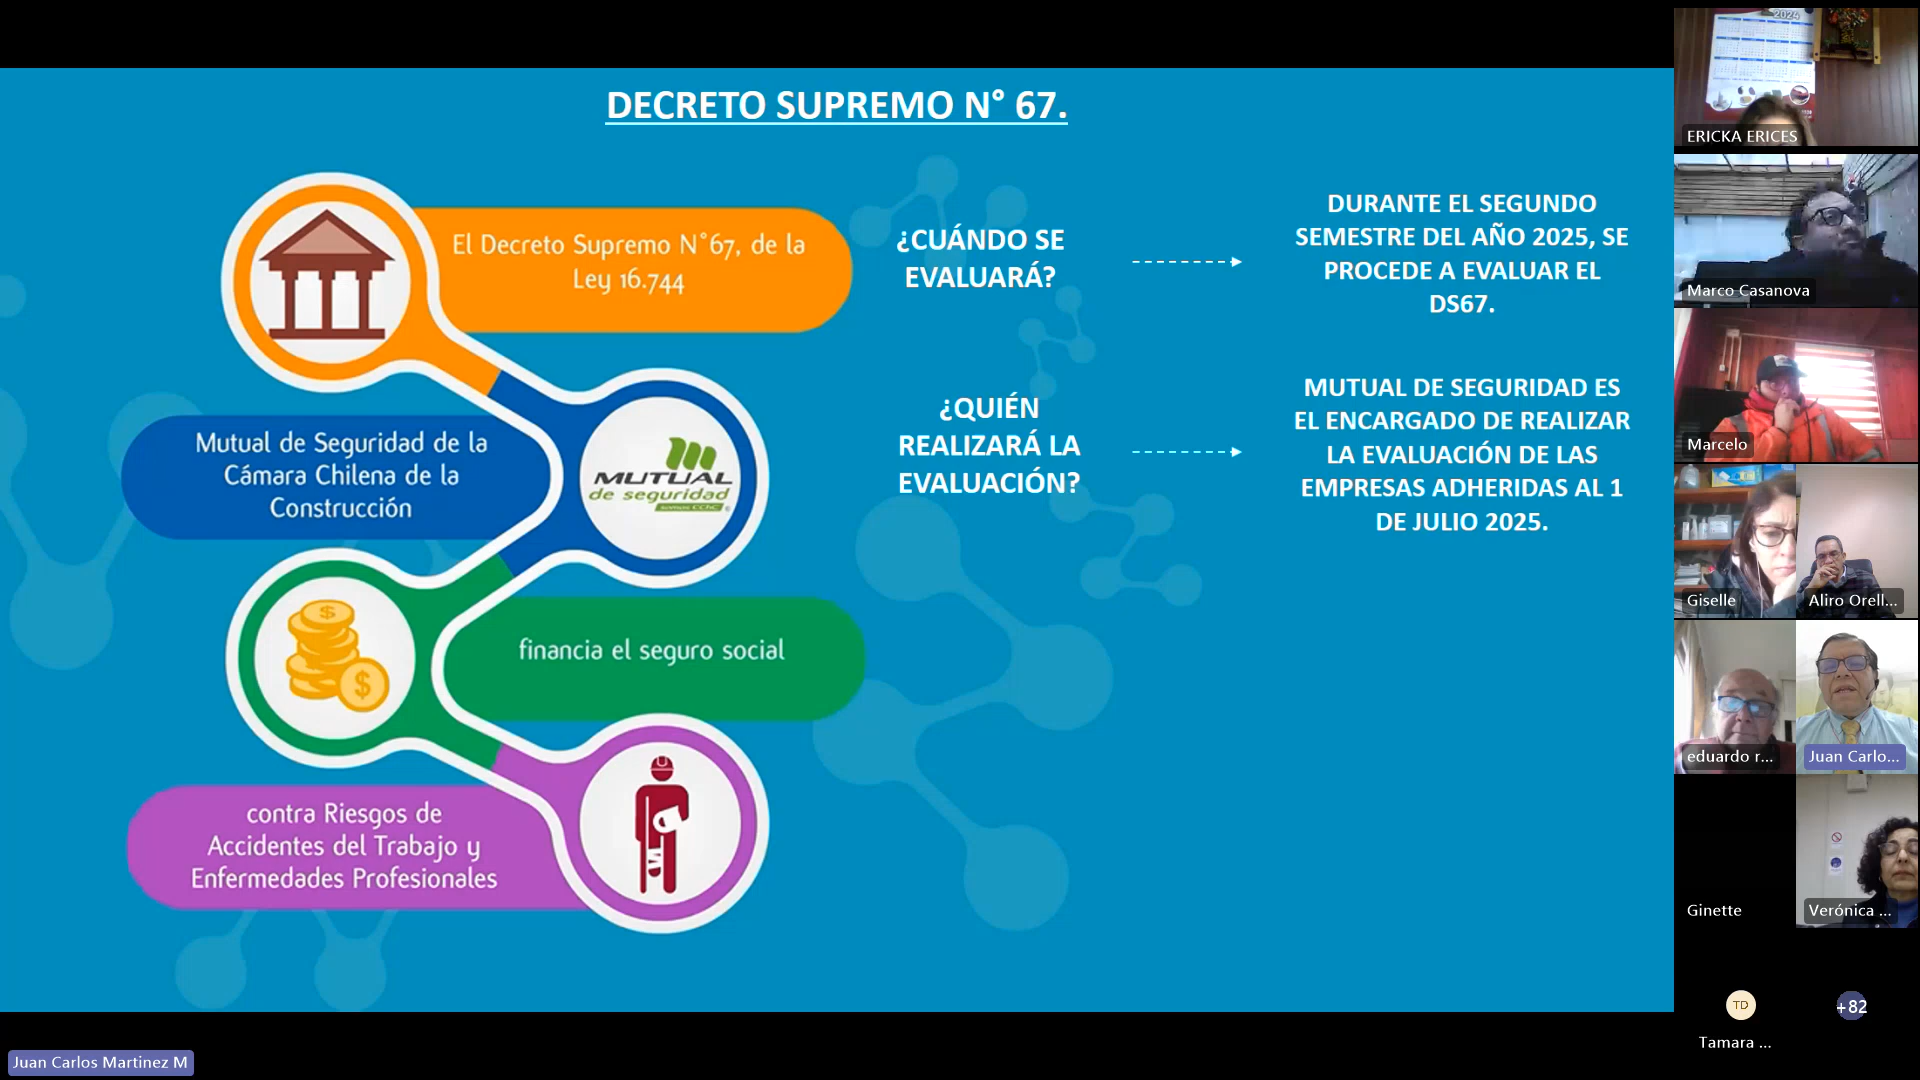 DECRETO SUPREMO N° 67.
El Decreto Supremo N°67, de la
Ley 16.744
Mutual de Seguridad de la
Cámara Chilena de la
Construcción
MUTUAL
de seguridad
somos CChC
financia el seguro social
contra Riesgos de
Accidentes del Trabajo y
Enfermedades Profesionales
¿CUÁNDO SE
EVALUARÁ?
DURANTE EL SEGUNDO
SEMESTRE DEL AÑO 2025, SE
PROCEDE A EVALUAR EL
DS67.
¿QUIÉN
REALIZARÁ LA
EVALUACIÓN?
MUTUAL DE SEGURIDAD ES
EL ENCARGADO DE REALIZAR
LA EVALUACIÓN DE LAS
EMPRESAS ADHERIDAS AL 1
DE JULIO 2025.
2024
ERICKA ERICES
Marco Casanova
Marcelo
Giselle
Aliro Orell...
eduardo r...
Juan Carlo...
Ginette
Verónica ...
TD
+82
Tamara ...
Juan Carlos Martinez M